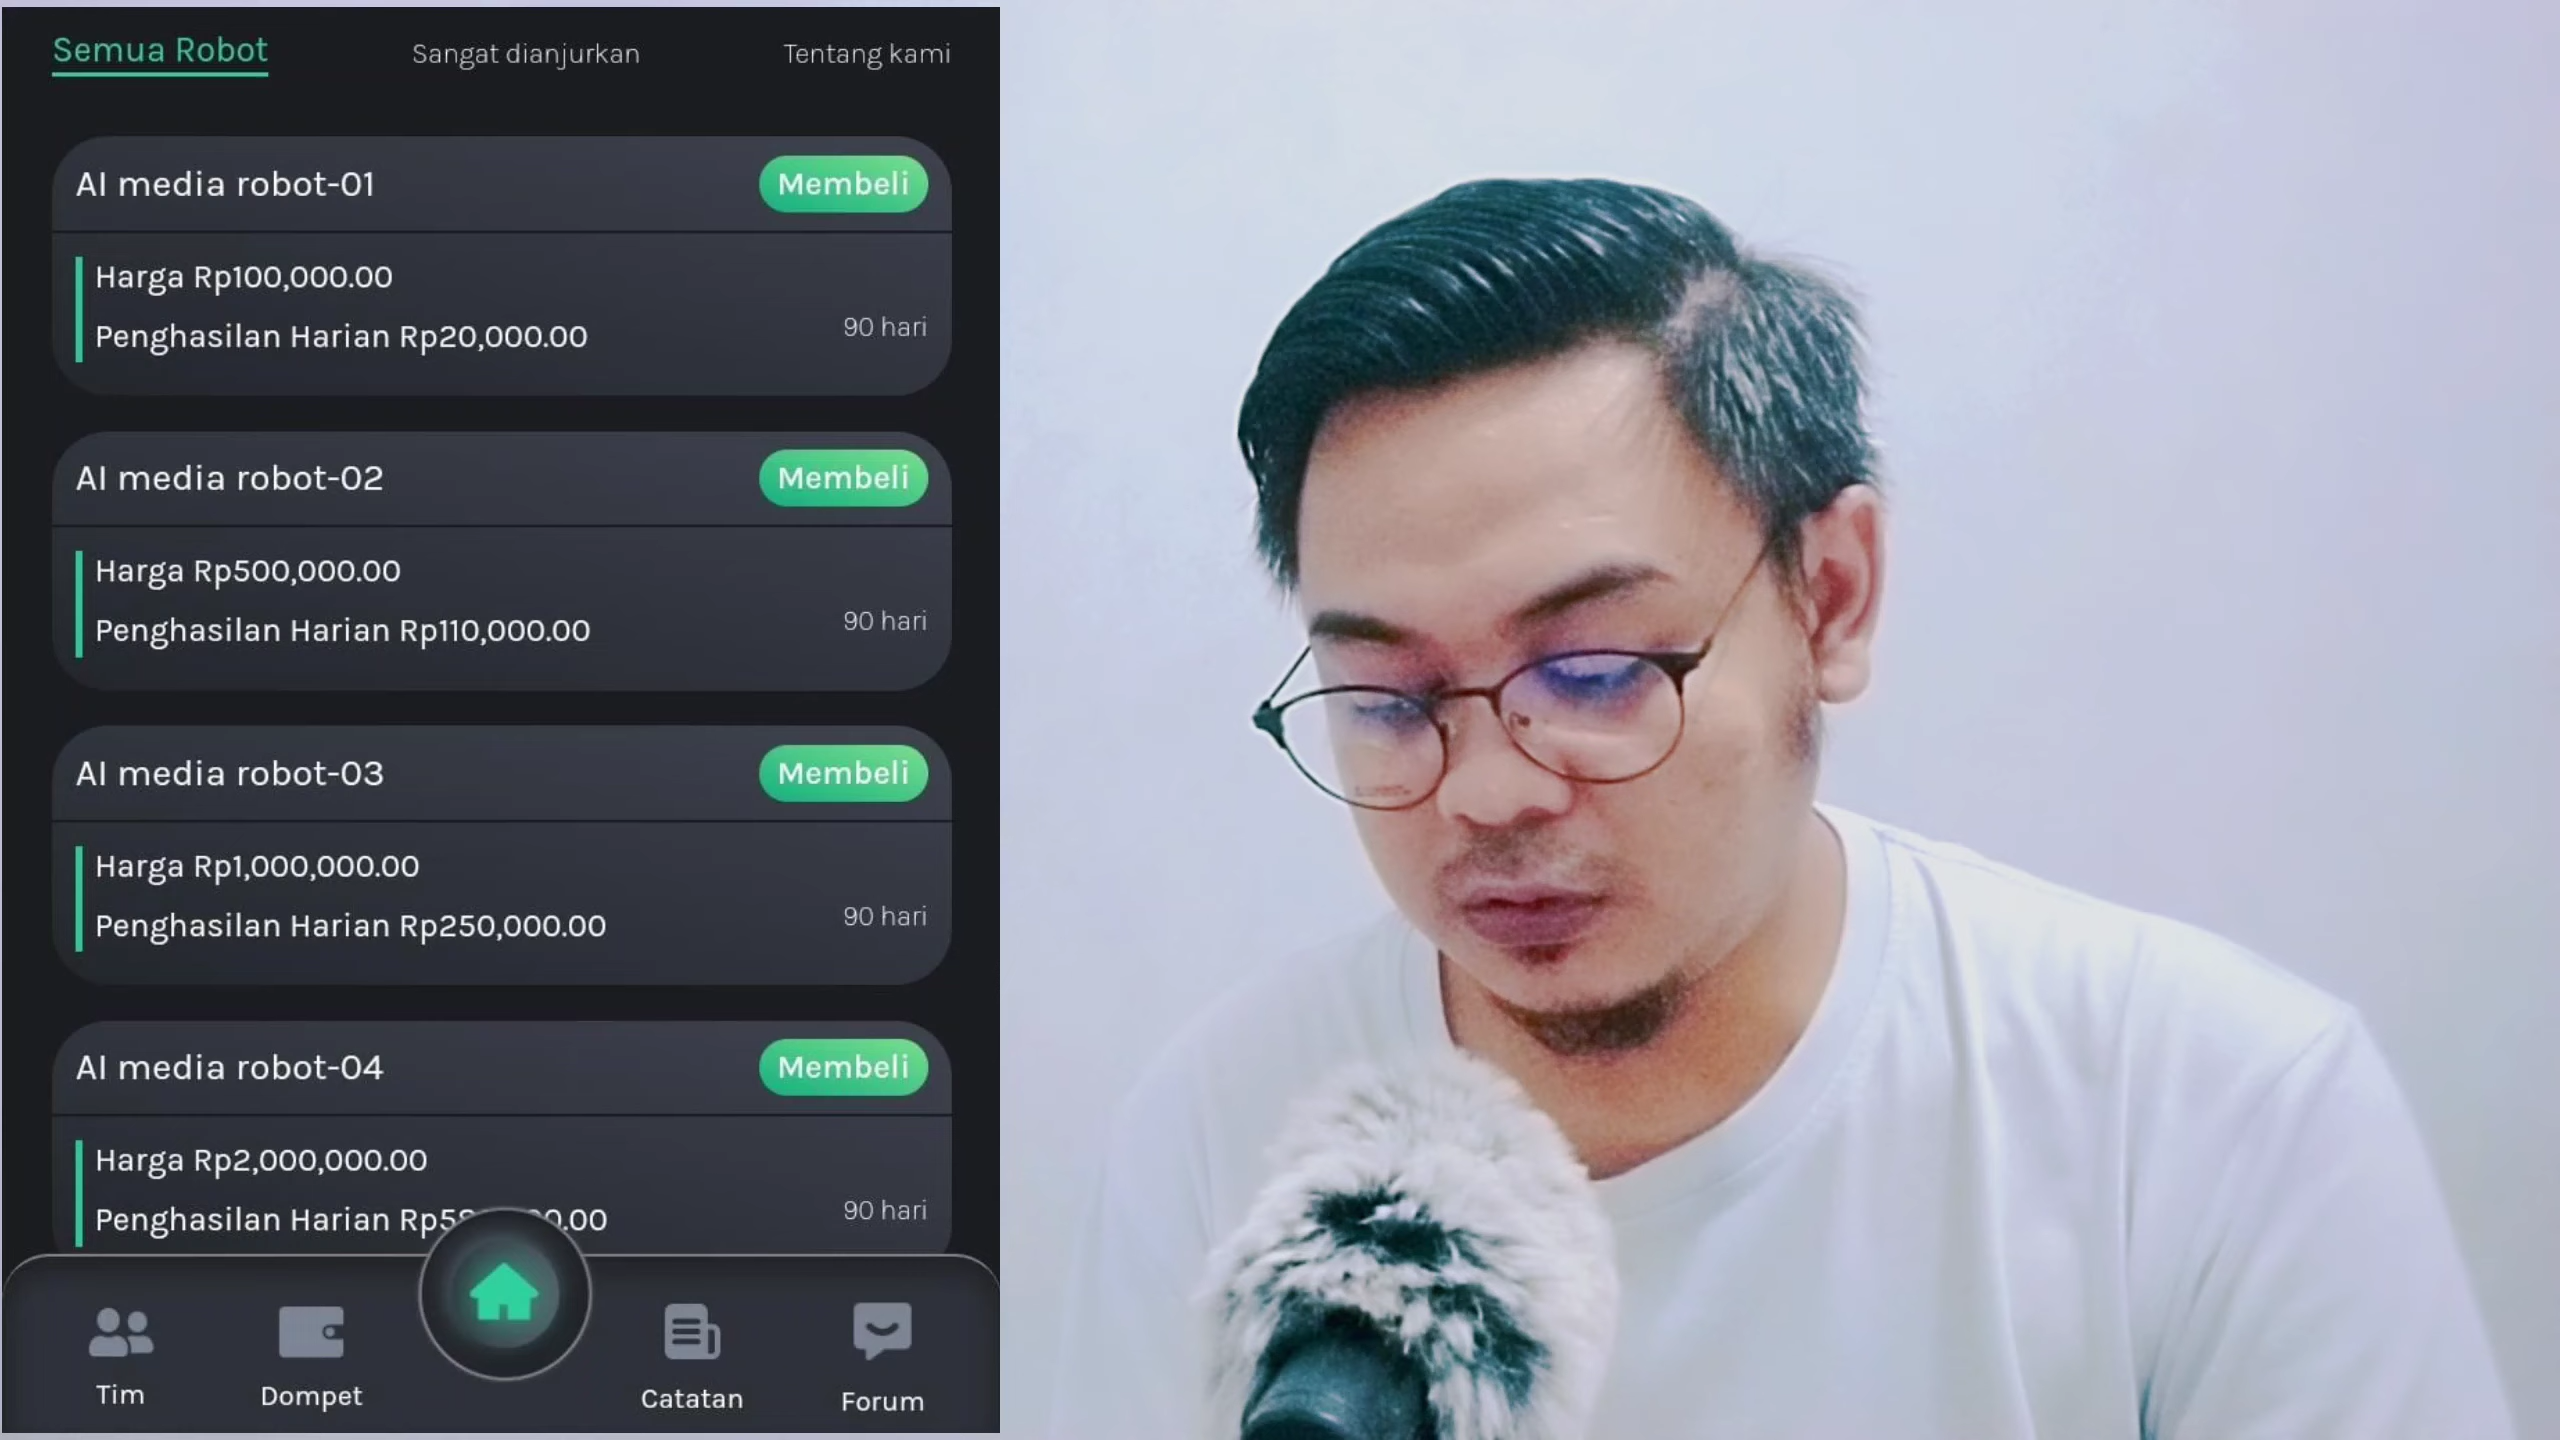 Semua Robot
Sangat dianjurkan
Tentang kami
AI media robot-01
Membeli
Harga Rp100,000.00
Penghasilan Harian Rp20,000.00
90 hari
AI media robot-02
Membeli
Harga Rp500,000.00
Penghasilan Harian Rp110,000.00
90 hari
AI media robot-03
Membeli
Harga Rp1,000,000.00
Penghasilan Harian Rp250,000.00
90 hari
AI media robot-04
Membeli
Harga Rp2,000,000.00
Penghasilan Harian
90 hari
Tim
Dompet
Catatan
Forum